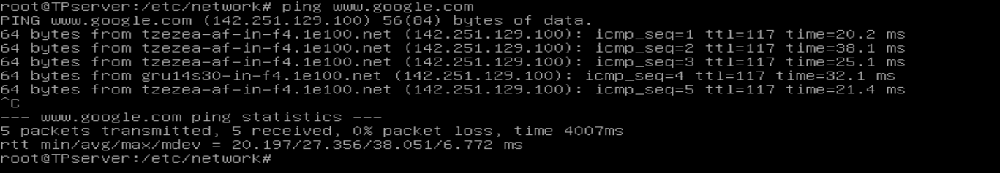 root@TPserver:/etc/network# ping www.google.com
PING www.google.com (142.251.129.100) 56(84) bytes of data.
64 bytes from tzezea-af-in-f4.1e100.net (142.251.129.100): icmp_seq=1 ttl=117 time=20.2 ms
64 bytes from tzezea-af-in-f4.1e100.net (142.251.129.100): icmp_seq=2 ttl=117 time=38.1 ms
64 bytes from tzezea-af-in-f4.1e100.net (142.251.129.100): icmp_seq=3 ttl=117 time=25.1 ms
64 bytes from gru14s30-in-f4.1e100.net (142.251.129.100): icmp_seq=4 ttl=117 time=32.1 ms
64 bytes from tzezea-af-in-f4.1e100.net (142.251.129.100): icmp_seq=5 ttl=117 time=21.4 ms
^C
--- www.google.com ping statistics ---
5 packets transmitted, 5 received, 0% packet loss, time 4007ms
rtt min/avg/max/mdev = 20.197/27.356/38.051/6.772 ms
root@TPserver:/etc/network#